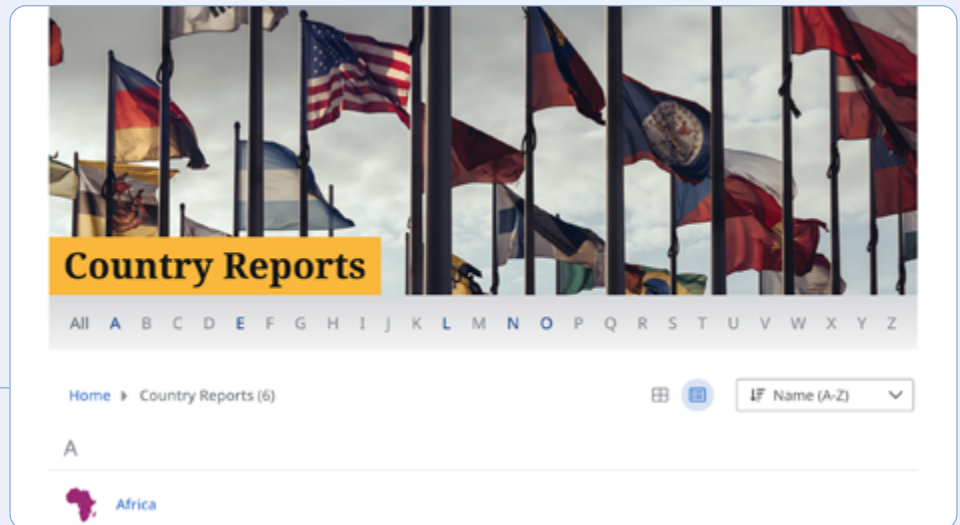 Country Reports
All A B C D E F G H I J K L M N O P Q R S T U V W X Y Z
Home Country Reports (6) Name (A-Z)
A
Africa